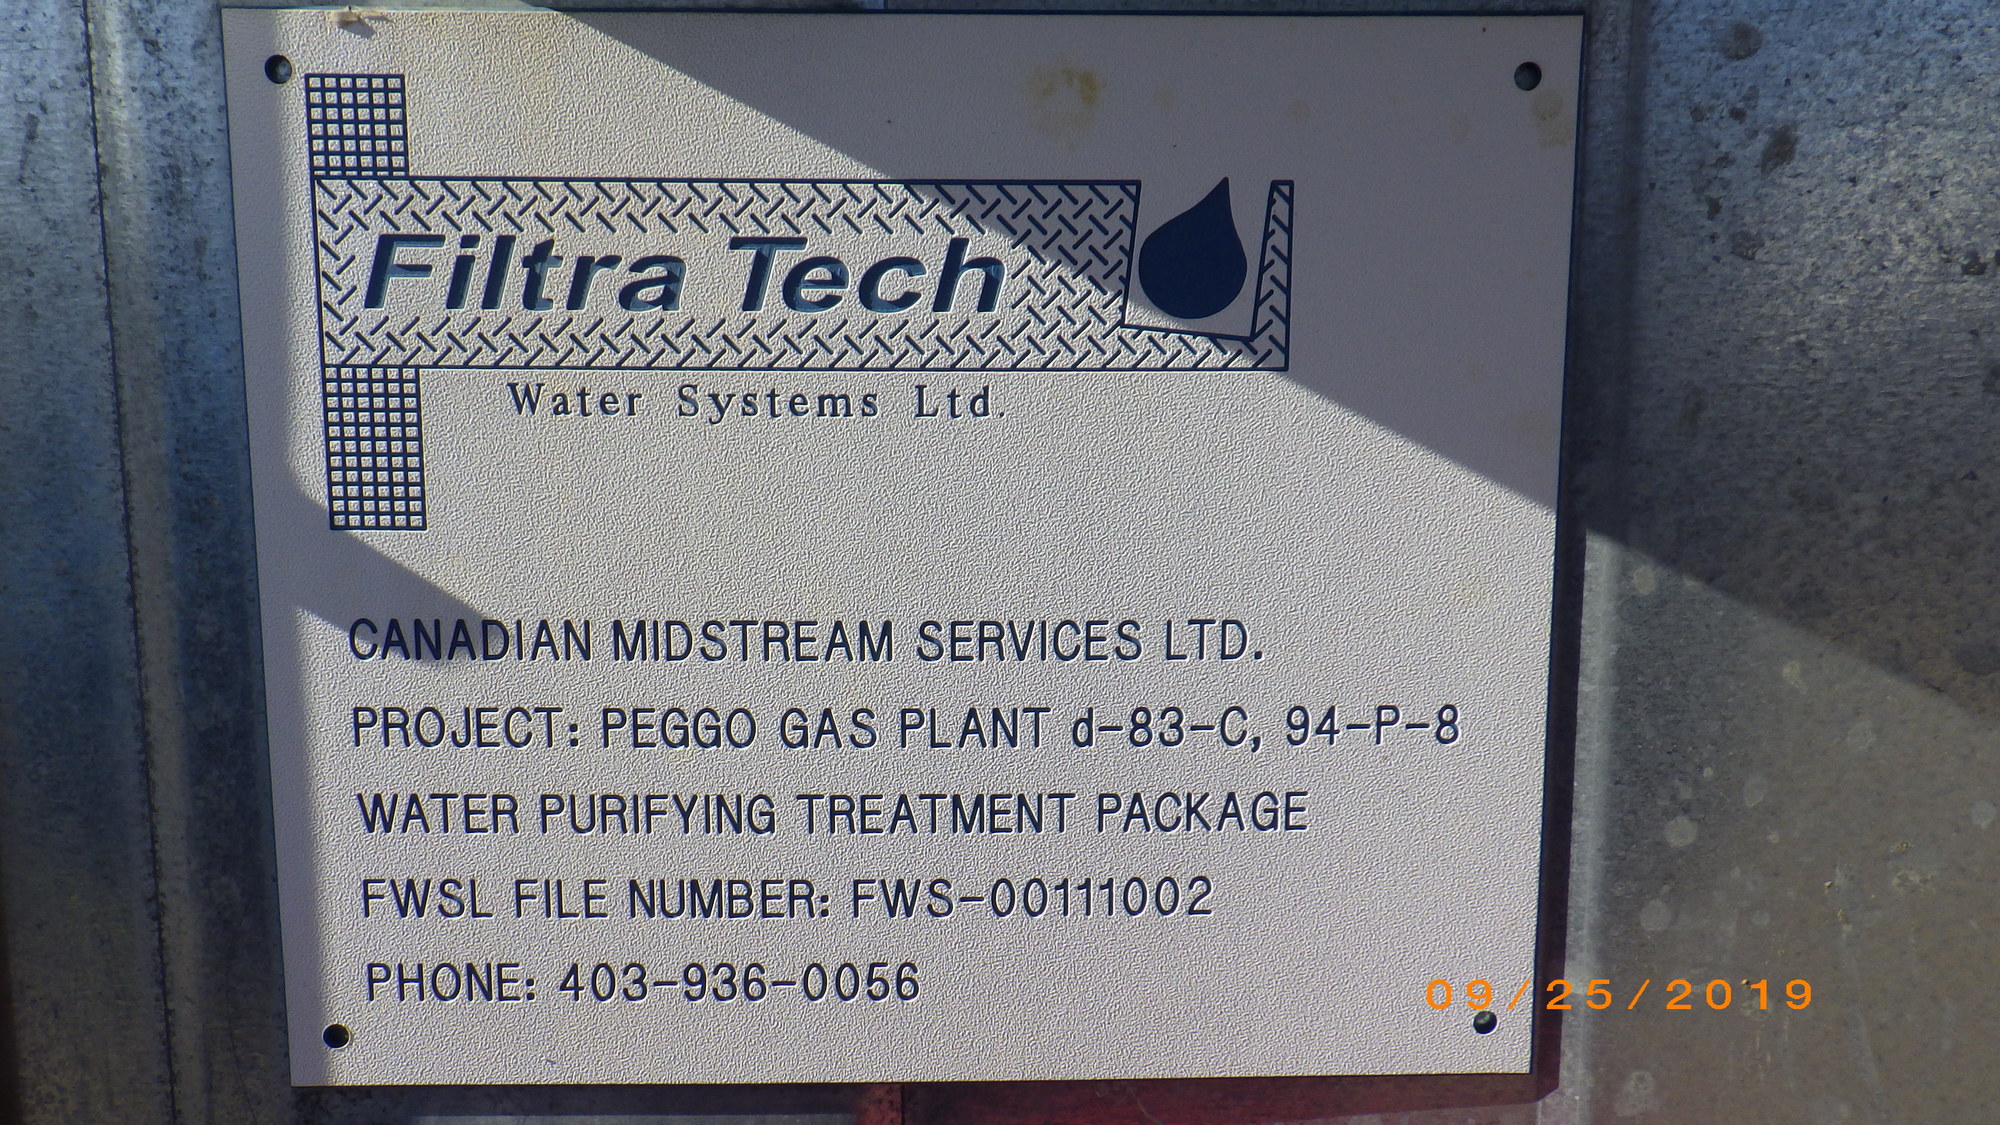 Filtra Tech
Water Systems Ltd.
CANADIAN MIDSTREAM SERVICES LTD.
PROJECT: PEGGO GAS PLANT d-83-C, 94-P-8
WATER PURIFYING TREATMENT PACKAGE
FWSL FILE NUMBER: FWS-00111002
PHONE: 403-936-0056
09/25/2019